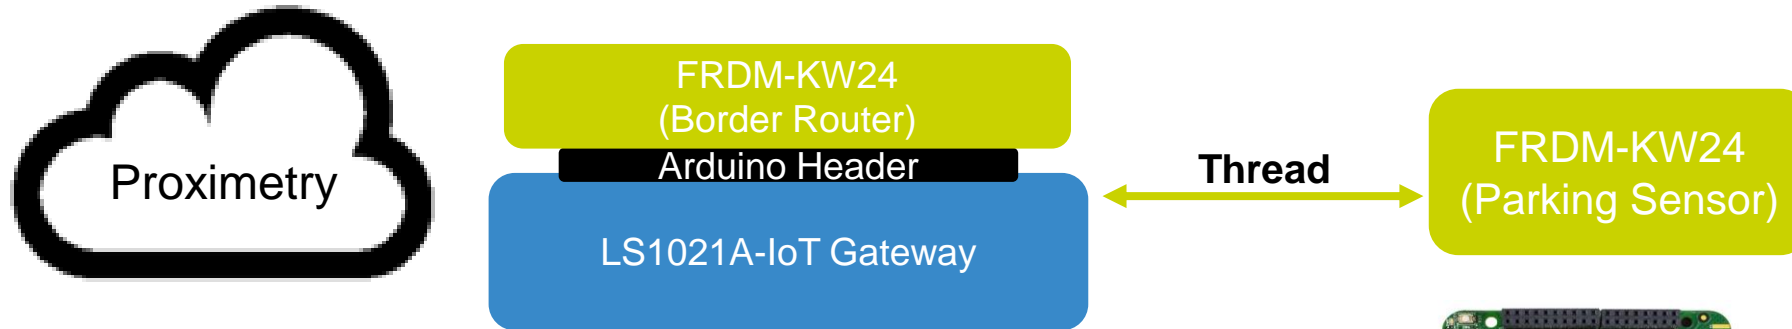 Proximetry
FRDM-KW24
(Border Router)
Arduino Header
LS1021A-IoT Gateway
Thread
FRDM-KW24
(Parking Sensor)